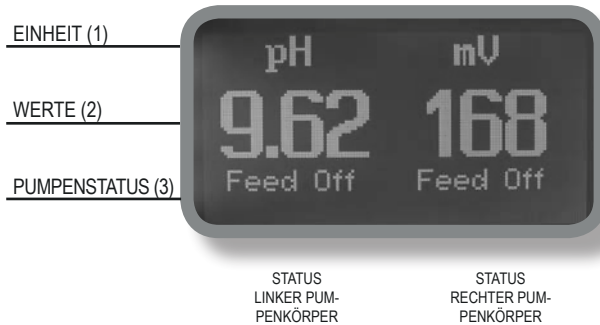 EINHEIT (1)
pH mV
WERTE (2)
9.62 168
PUMPENSTATUS (3)
Feed Off Feed Off
STATUS
LINKER PUM-
PENKÖRPER
STATUS
RECHTER PUM-
PENKÖRPER